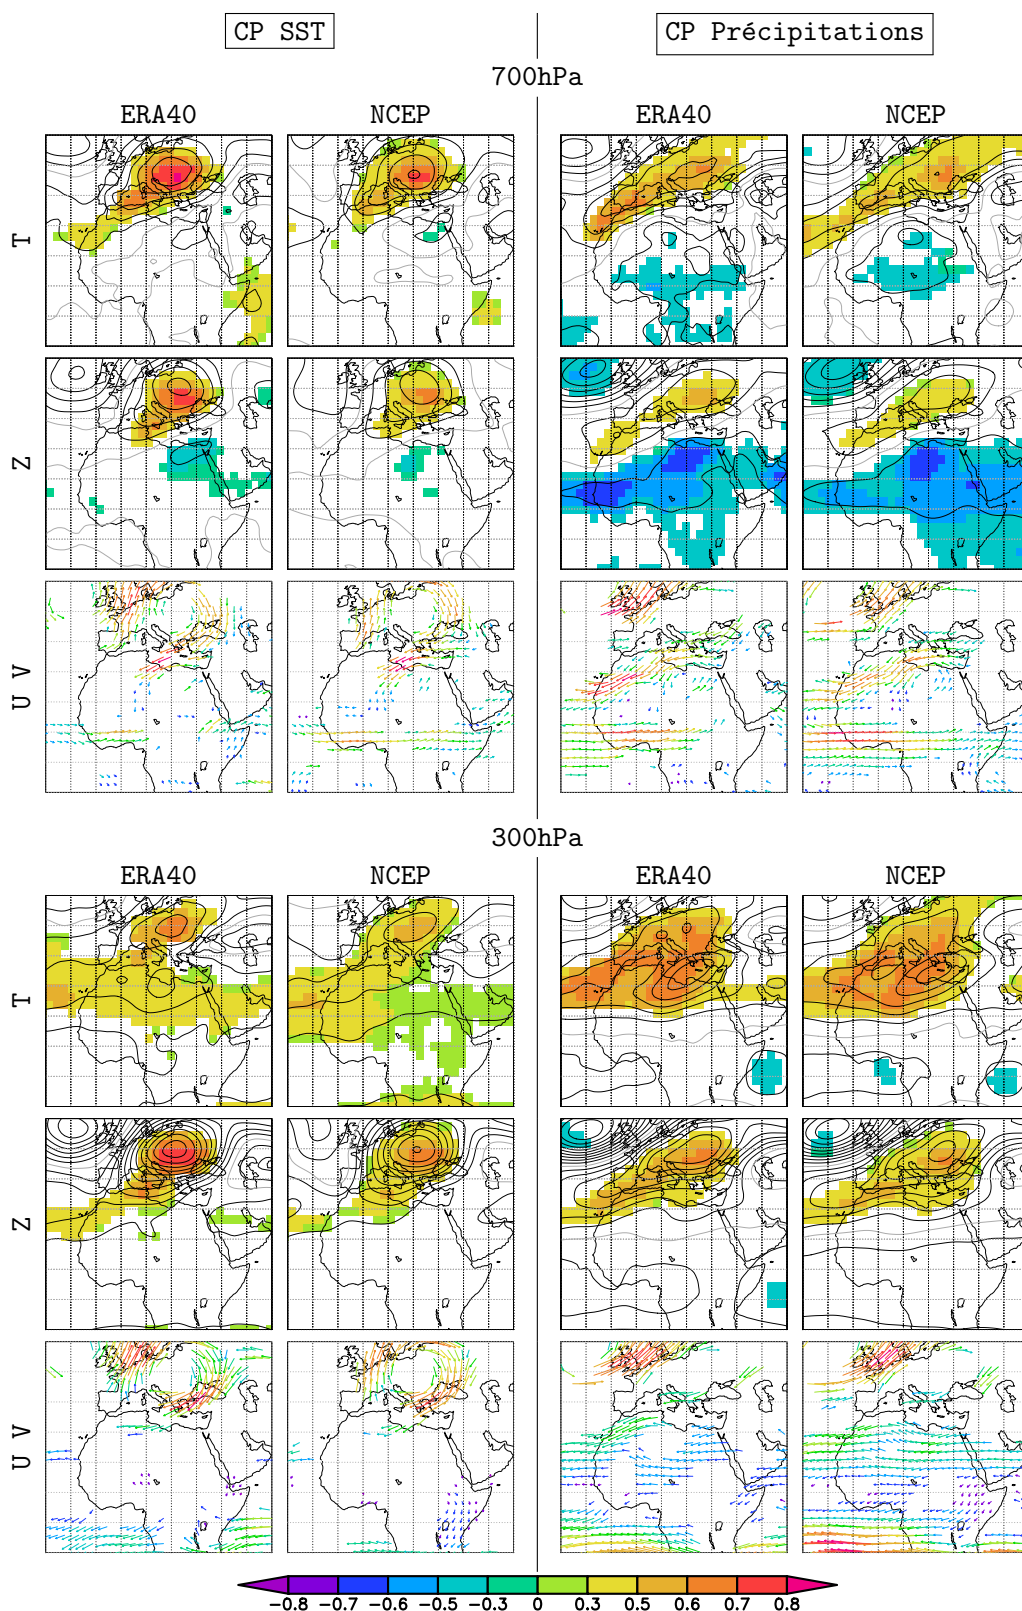 CP SST
CP Précipitations
700hPa
ERA40 NCEP ERA40 NCEP
T
Z
U V
300hPa
ERA40 NCEP ERA40 NCEP
T
Z
U V
-0.8 -0.7 -0.6 -0.5 -0.3 0 0.3 0.5 0.6 0.7 0.8